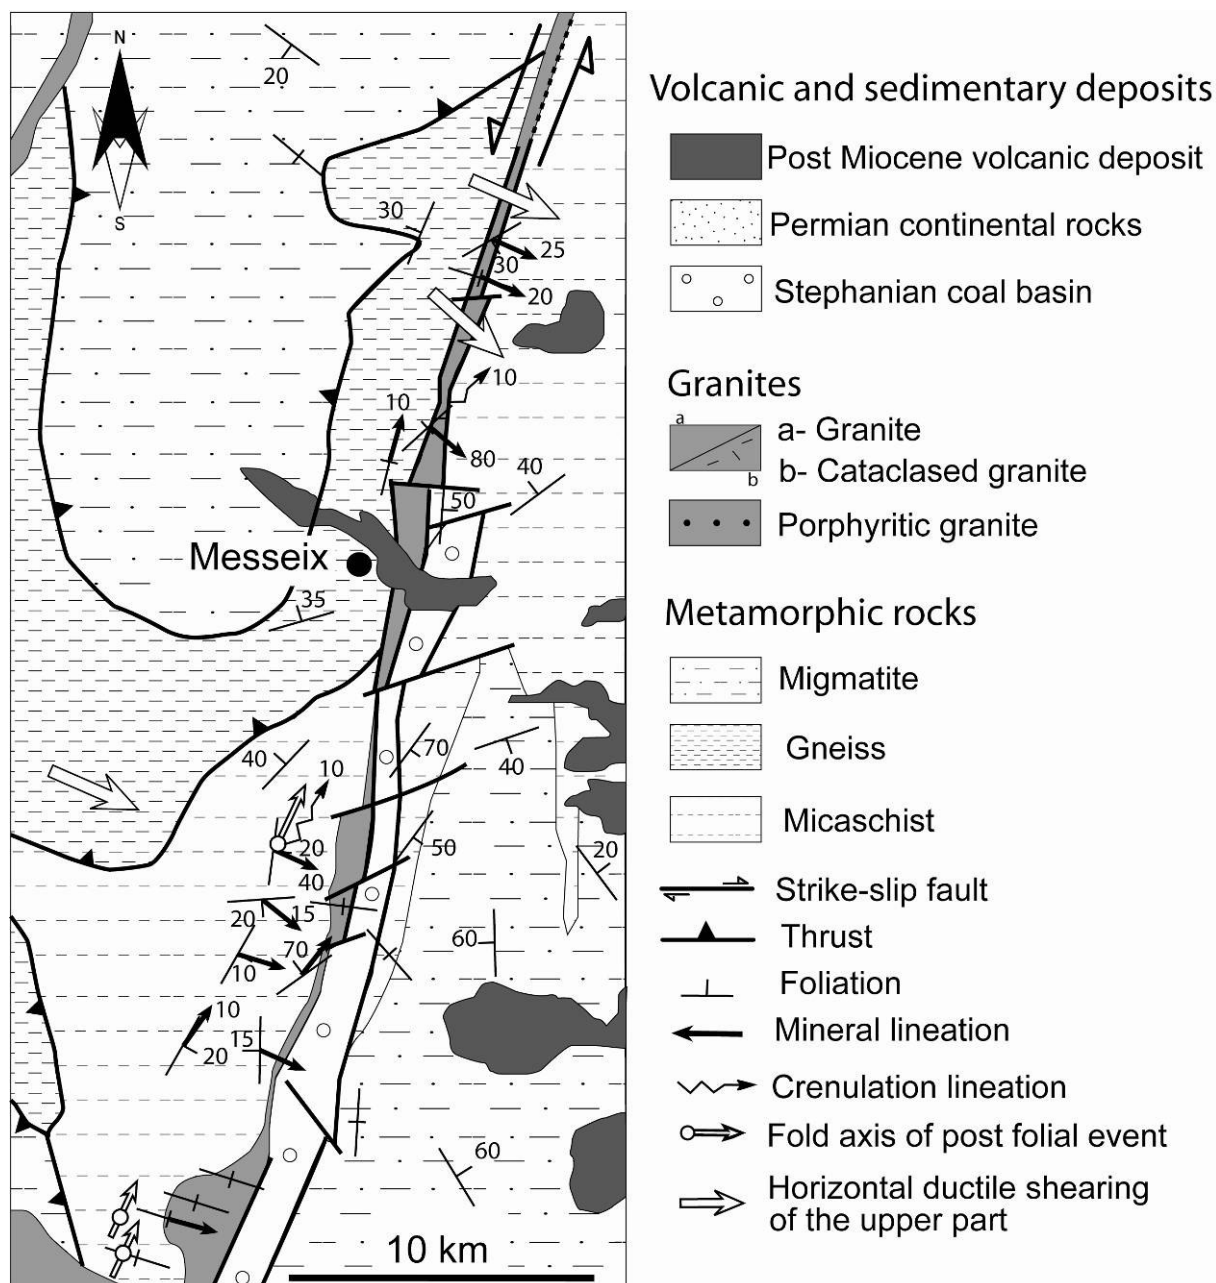 N
S
20
30
25
30
20
10
10
80
40
50
Messeix
35
70
40
40
10
20
50
20
40
20
15
60
70
10
10
20
15
60
10 km
Volcanic and sedimentary deposits
Post Miocene volcanic deposit
Permian continental rocks
Stephanian coal basin
Granites
a
a- Granite
b- Cataclased granite
b
Porphyritic granite
Metamorphic rocks
Migmatite
Gneiss
Micaschist
Strike-slip fault
Thrust
Foliation
Mineral lineation
Crenulation lineation
Fold axis of post folial event
Horizontal ductile shearing
of the upper part